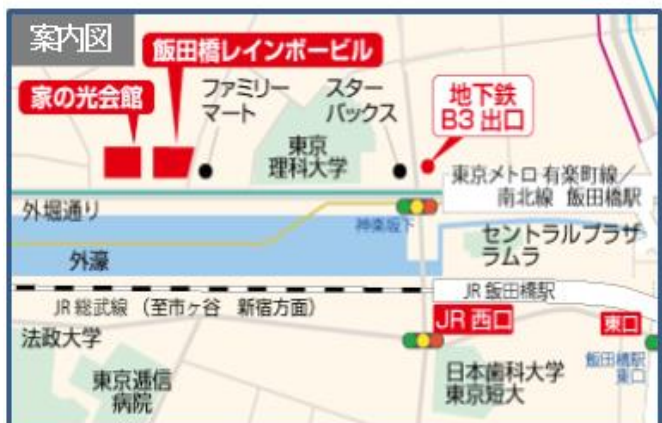 案内図
飯田橋レインボービル
家の光会館
ファミリー
マート
スター
バックス
地下鉄
B3 出口
東京
理科大学
東京メトロ 有楽町線／
南北線 飯田橋駅
外堀通り
神楽坂下
セントラルプラザ
ラムラ
外濠
JR 飯田橋駅
JR 総武線 （至市ヶ谷 新宿方面）
JR 西口
東口
法政大学
飯田橋駅
東口
東京逓信
病院
日本歯科大学
東京短大